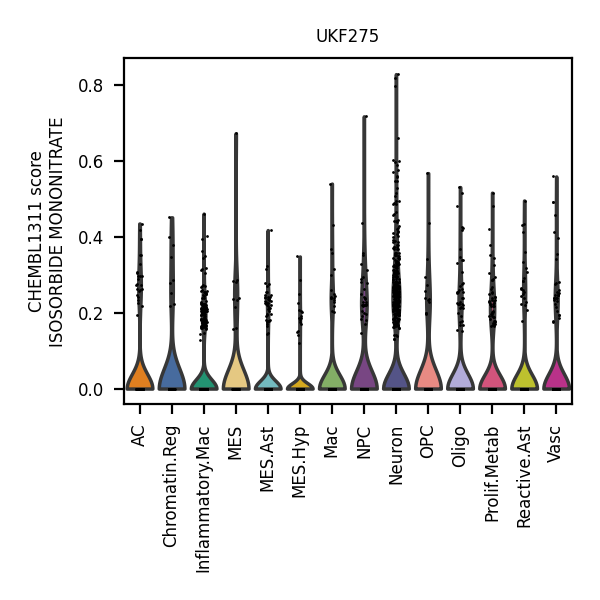 UKF275
CHEMBL1311 score
ISOSORBIDE MONONITRATE
0.8
0.6
0.4
0.2
0.0
AC
Chromatin.Reg
Inflammatory.Mac
MES
MES.Ast
MES.Hyp
Mac
NPC
Neuron
OPC
Oligo
Prolif.Metab
Reactive.Ast
Vasc